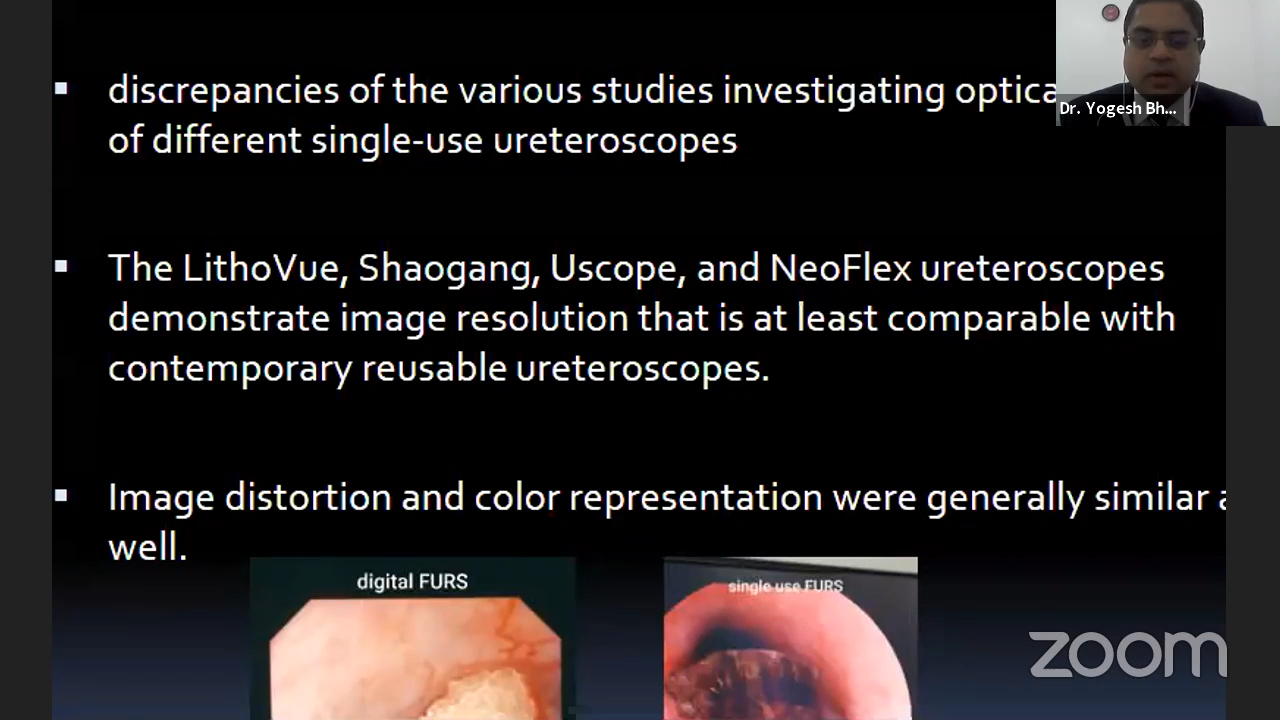 discrepancies of the various studies investigating
of different single-use ureteroscopes
The LithoVue, Shaogang, Uscope, and NeoFlex ureteroscopes
demonstrate image resolution that is at least comparable with
contemporary reusable ureteroscopes.
Image distortion and color representation were generally similar
well.
digital FURS
single use FURS
Dr. Yogesh Bh...
zoom